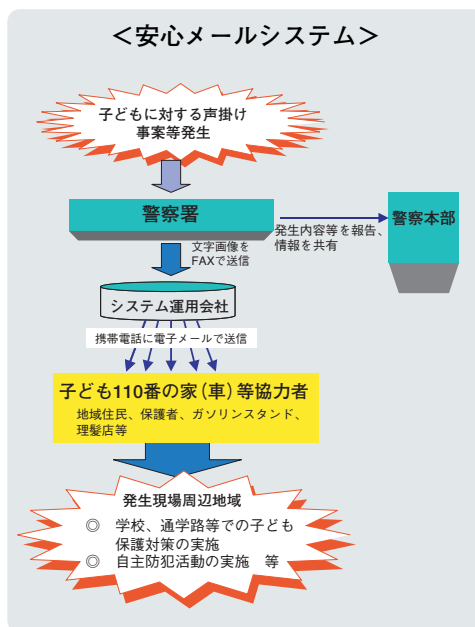 ＜安心メールシステム＞
子どもに対する声掛け
事案等発生
警察署
警察本部
発生内容等を報告、
情報を共有
文字画像を
FAXで送信
システム運用会社
携帯電話に電子メールで送信
子ども110番の家（車）等協力者
地域住民、保護者、ガソリンスタンド、
理髪店等
発生現場周辺地域
◎　学校、通学路等での子ども
保護対策の実施
◎　自主防犯活動の実施　等